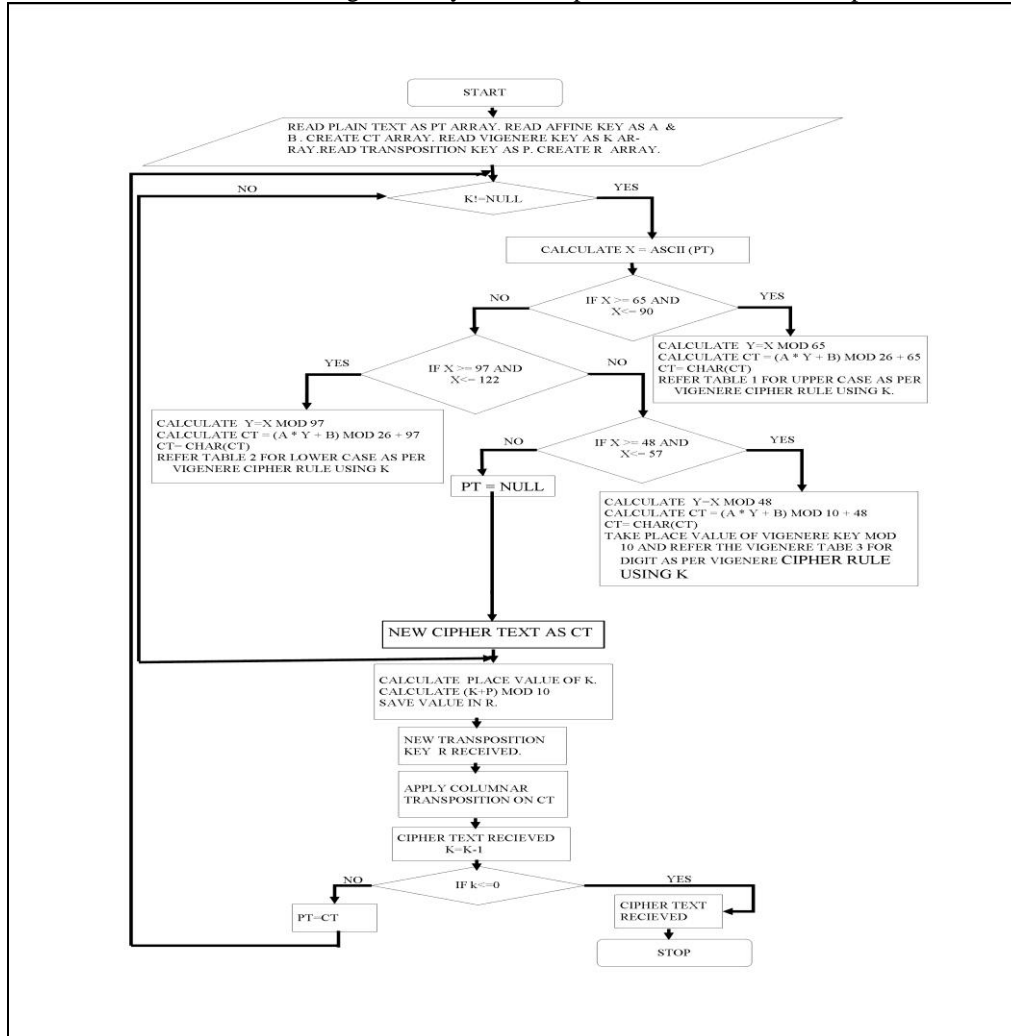 START
READ PLAIN TEXT AS PT ARRAY. READ AFFINE KEY AS A &
B . CREATE CT ARRAY. READ VIGENERE KEY AS K AR-
RAY.READ TRANSPOSITION KEY AS P. CREATE R ARRAY.
NO
K!=NULL
YES
CALCULATE X = ASCII (PT)
NO
IF X >= 65 AND
X<= 90
YES
CALCULATE Y=X MOD 65
CALCULATE CT = (A * Y + B) MOD 26 + 65
CT= CHAR(CT)
REFER TABLE 1 FOR UPPER CASE AS PER
VIGENERE CIPHER RULE USING K.
YES
IF X >= 97 AND
X<= 122
NO
CALCULATE Y=X MOD 97
CALCULATE CT = (A * Y + B) MOD 26 + 97
CT= CHAR(CT)
REFER TABLE 2 FOR LOWER CASE AS PER
VIGENERE CIPHER RULE USING K
NO
IF X >= 48 AND
X<= 57
YES
PT = NULL
CALCULATE Y=X MOD 48
CALCULATE CT = (A * Y + B) MOD 10 + 48
CT= CHAR(CT)
TAKE PLACE VALUE OF VIGENERE KEY MOD
10 AND REFER THE VIGENERE TABE 3 FOR
DIGIT AS PER VIGENERE CIPHER RULE
USING K
NEW CIPHER TEXT AS CT
CALCULATE PLACE VALUE OF K.
CALCULATE (K+P) MOD 10
SAVE VALUE IN R.
NEW TRANSPOSITION
KEY R RECEIVED.
APPLY COLUMNAR
TRANSPOSITION ON CT
CIPHER TEXT RECIEVED
K=K-1
NO
IF k<=0
YES
PT=CT
CIPHER TEXT
RECIEVED
STOP